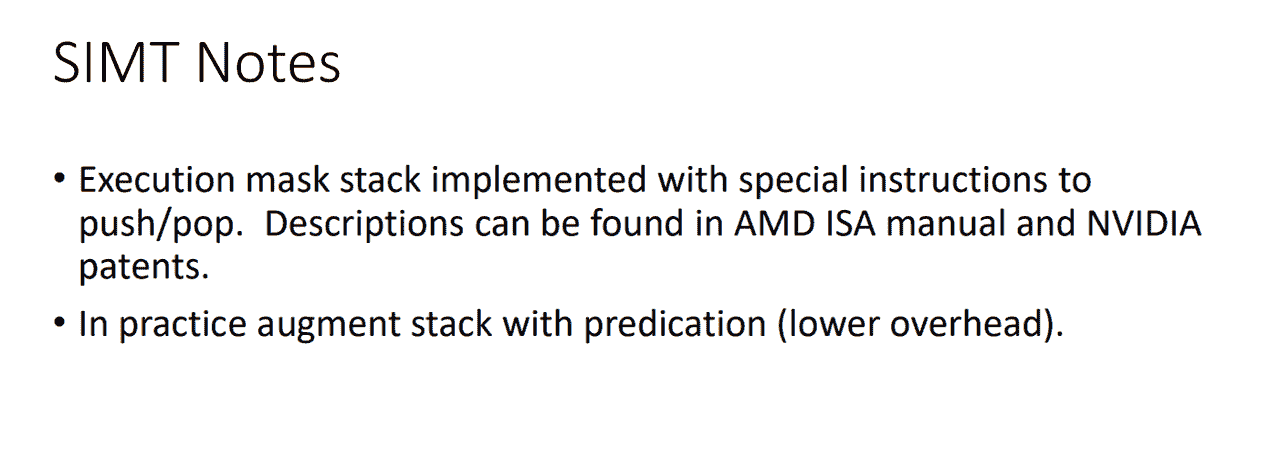 SIMT Notes
• Execution mask stack implemented with special instructions to
push/pop.  Descriptions can be found in AMD ISA manual and NVIDIA
patents.
• In practice augment stack with predication (lower overhead).